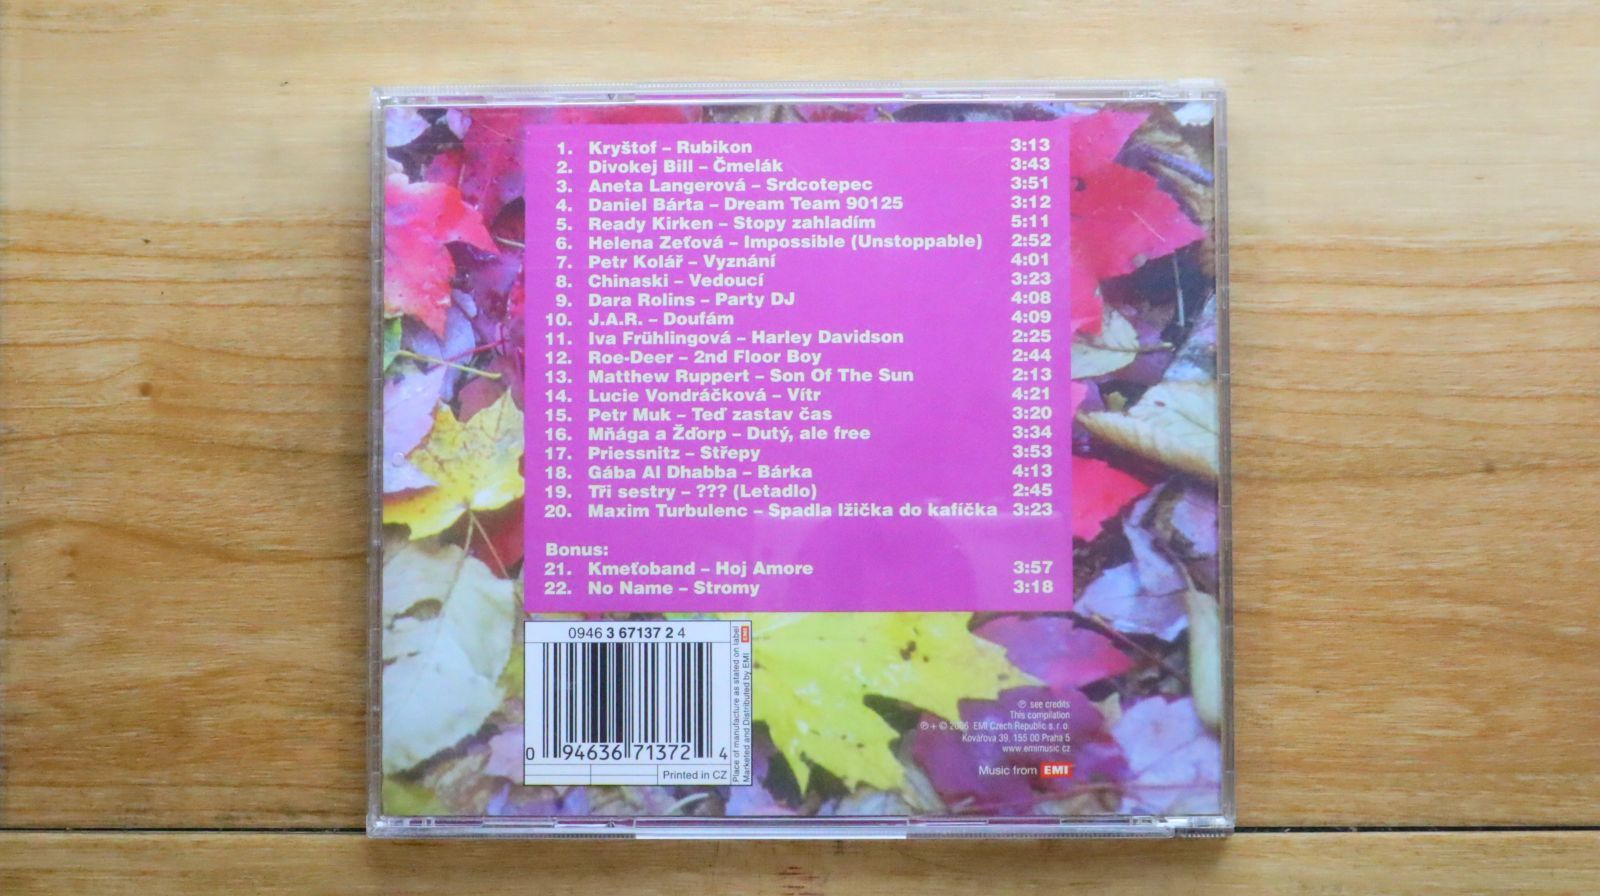 1. Kryštof – Rubikon 3:13
2. Divokej Bill – Čmelák 3:43
3. Aneta Langerová – Srdcotepec 3:51
4. Daniel Bárta – Dream Team 90125 3:12
5. Ready Kirken – Stopy zahladím 5:11
6. Helena Zeťová – Impossible (Unstoppable) 2:52
7. Petr Kolář – Vyznání 4:01
8. Chinaski – Vedoucí 3:23
9. Dara Rolins – Party DJ 4:08
10. J.A.R. – Doufám 4:09
11. Iva Frühlingová – Harley Davidson 2:25
12. Roe-Deer – 2nd Floor Boy 2:44
13. Matthew Ruppert – Son Of The Sun 2:13
14. Lucie Vondráčková – Vítr 4:21
15. Petr Muk – Teď zastav čas 3:20
16. Mňága a Žďorp – Dutý, ale free 3:34
17. Priessnitz – Střepy 3:53
18. Gába Al Dhabba – Bárka 4:13
19. Tři sestry – ??? (Letadlo) 2:45
20. Maxim Turbulenc – Spadla lžička do kafíčka 3:23
Bonus:
21. Kmeťoband – Hoj Amore 3:57
22. No Name – Stromy 3:18
0946 3 67137 2 4
0 94636 71372 4
Printed in CZ
Place of manufacture as stated on label
Marketed and Distributed by EMI
EMI
℗ see credits
This compilation
℗ + © 2006 EMI Czech Republic s. r. o.
Kovářova 39, 155 00 Praha 5
www.emimusic.cz
Music from EMI